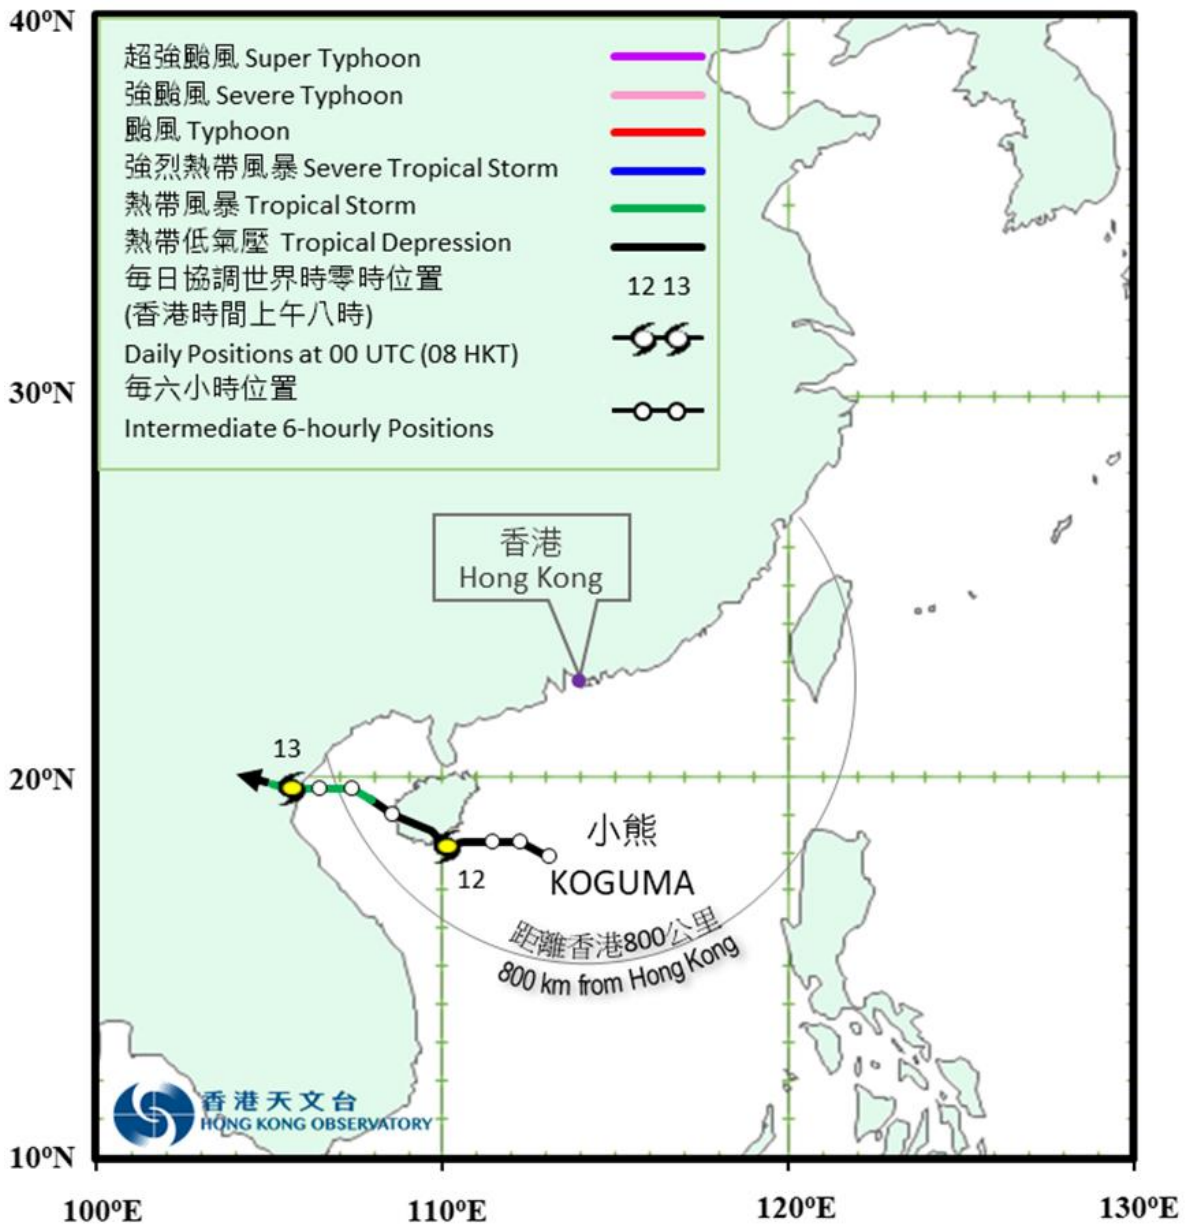 40ºN
超強颱風 Super Typhoon
強颱風 Severe Typhoon
颱風 Typhoon
強烈熱帶風暴 Severe Tropical Storm
熱帶風暴 Tropical Storm
熱帶低氣壓 Tropical Depression
每日協調世界時零時位置
12 13
(香港時間上午八時)
Daily Positions at 00 UTC (08 HKT)
每六小時位置
Intermediate 6-hourly Positions
30ºN
香港
Hong Kong
13
20ºN
小熊
KOGUMA
12
距離香港800公里
800 km from Hong Kong
香港天文台
HONG KONG OBSERVATORY
10ºN
100ºE
110ºE
120ºE
130ºE